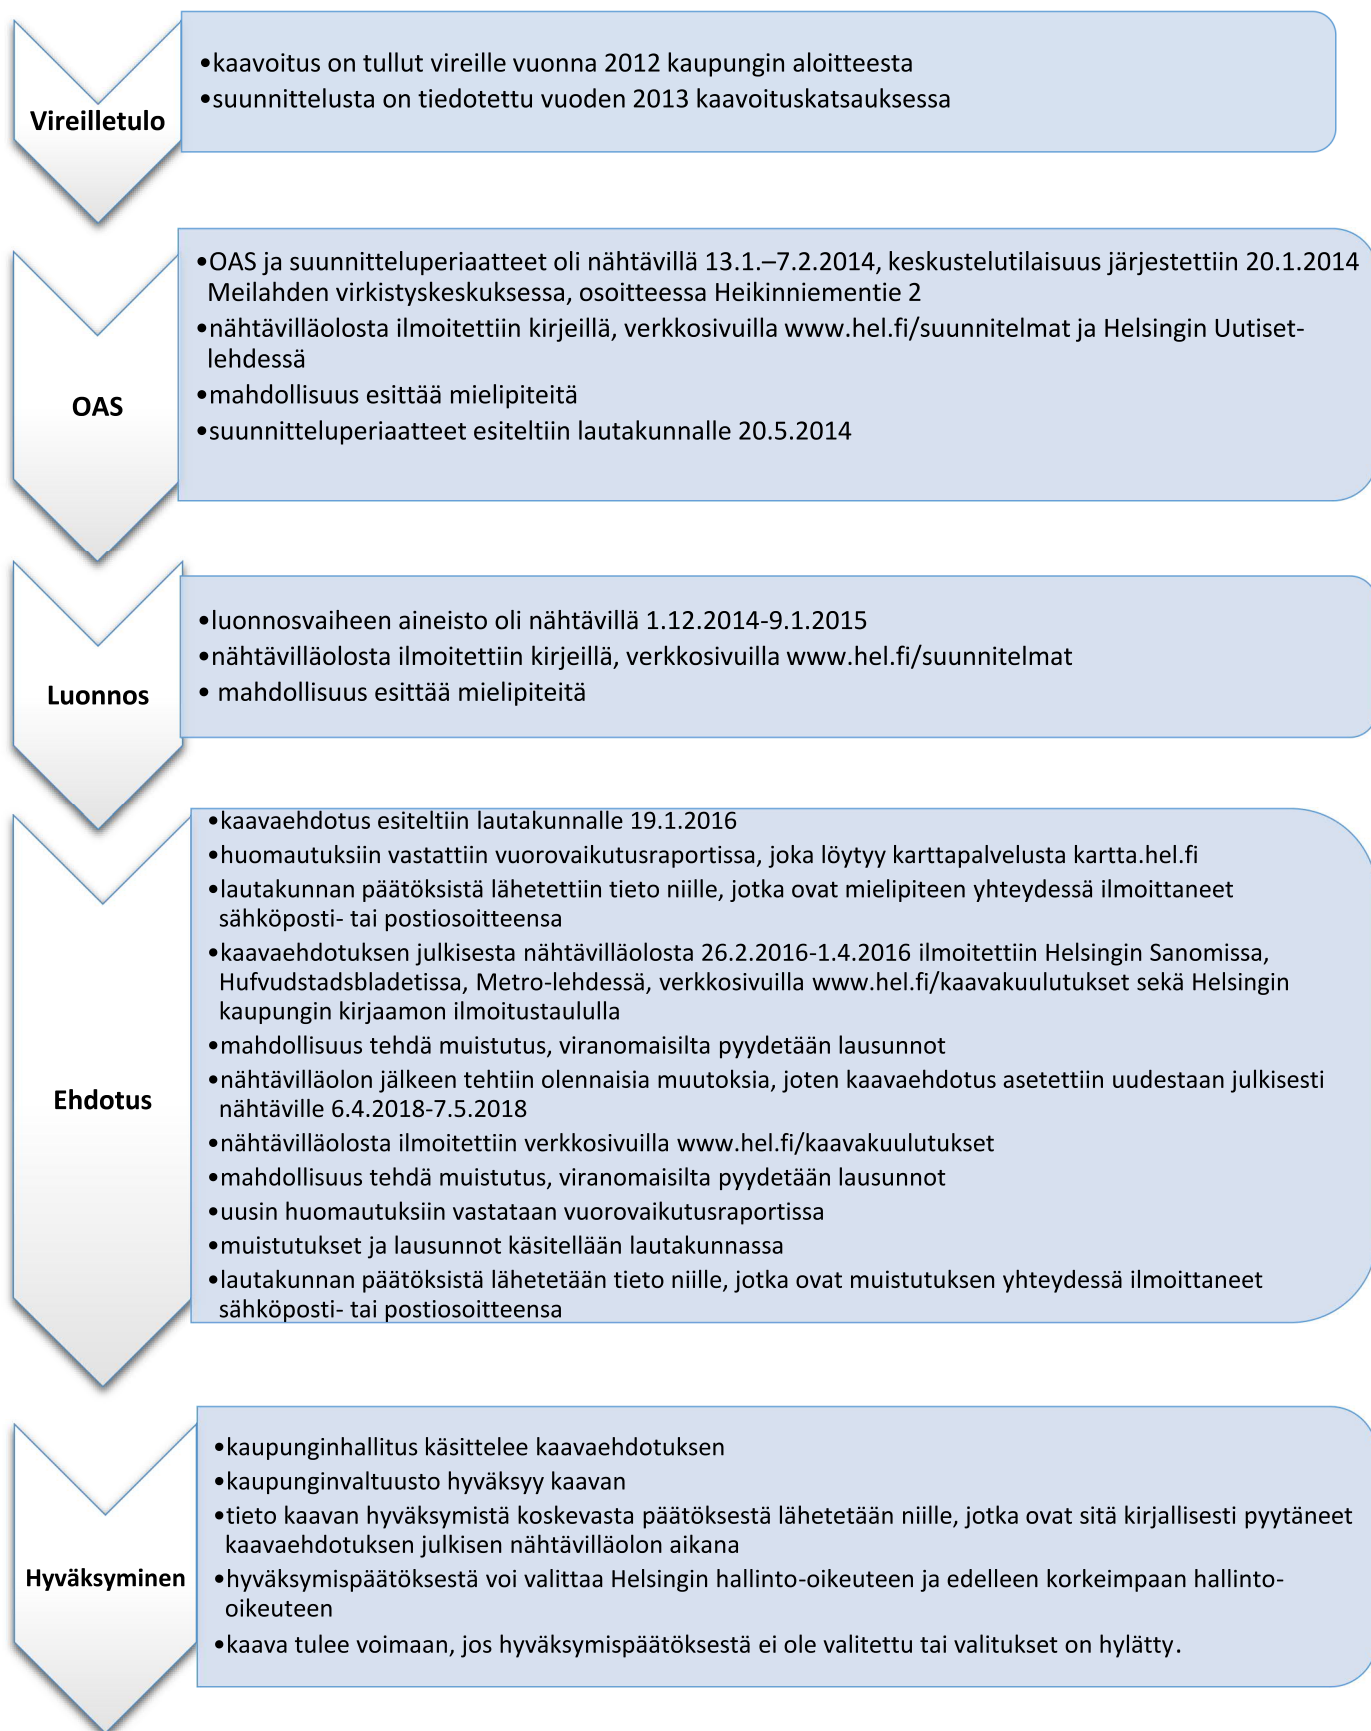 Vireilletulo
•kaavoitus on tullut vireille vuonna 2012 kaupungin aloitteesta
•suunnittelusta on tiedotettu vuoden 2013 kaavoituskatsauksessa
OAS
•OAS ja suunnitteluperiaatteet oli nähtävillä 13.1.–7.2.2014, keskustelutilaisuus järjestettiin 20.1.2014
Meilahden virkistyskeskuksessa, osoitteessa Heikinniementie 2
•nähtävilläolosta ilmoitettiin kirjeillä, verkkosivuilla www.hel.fi/suunnitelmat ja Helsingin Uutiset-
lehdessä
•mahdollisuus esittää mielipiteitä
•suunnitteluperiaatteet esiteltiin lautakunnalle 20.5.2014
Luonnos
•luonnosvaiheen aineisto oli nähtävillä 1.12.2014-9.1.2015
•nähtävilläolosta ilmoitettiin kirjeillä, verkkosivuilla www.hel.fi/suunnitelmat
• mahdollisuus esittää mielipiteitä
Ehdotus
•kaavaehdotus esiteltiin lautakunnalle 19.1.2016
•huomautuksiin vastattiin vuorovaikutusraportissa, joka löytyy karttapalvelusta kartta.hel.fi
•lautakunnan päätöksistä lähetettiin tieto niille, jotka ovat mielipiteen yhteydessä ilmoittaneet
sähköposti- tai postiosoitteensa
•kaavaehdotuksen julkisesta nähtävilläolosta 26.2.2016-1.4.2016 ilmoitettiin Helsingin Sanomissa,
Hufvudstadsbladetissa, Metro-lehdessä, verkkosivuilla www.hel.fi/kaavakuulutukset sekä Helsingin
kaupungin kirjaamon ilmoitustaululla
•mahdollisuus tehdä muistutus, viranomaisilta pyydetään lausunnot
•nähtävilläolon jälkeen tehtiin olennaisia muutoksia, joten kaavaehdotus asetettiin uudestaan julkisesti
nähtäville 6.4.2018-7.5.2018
•nähtävilläolosta ilmoitettiin verkkosivuilla www.hel.fi/kaavakuulutukset
•mahdollisuus tehdä muistutus, viranomaisilta pyydetään lausunnot
•uusin huomautuksiin vastataan vuorovaikutusraportissa
•muistutukset ja lausunnot käsitellään lautakunnassa
•lautakunnan päätöksistä lähetetään tieto niille, jotka ovat muistutuksen yhteydessä ilmoittaneet
sähköposti- tai postiosoitteensa
Hyväksyminen
•kaupunginhallitus käsittelee kaavaehdotuksen
•kaupunginvaltuusto hyväksyy kaavan
•tieto kaavan hyväksymistä koskevasta päätöksestä lähetetään niille, jotka ovat sitä kirjallisesti pyytäneet
kaavaehdotuksen julkisen nähtävilläolon aikana
•hyväksymispäätöksestä voi valittaa Helsingin hallinto-oikeuteen ja edelleen korkeimpaan hallinto-
oikeuteen
•kaava tulee voimaan, jos hyväksymispäätöksestä ei ole valitettu tai valitukset on hylätty.